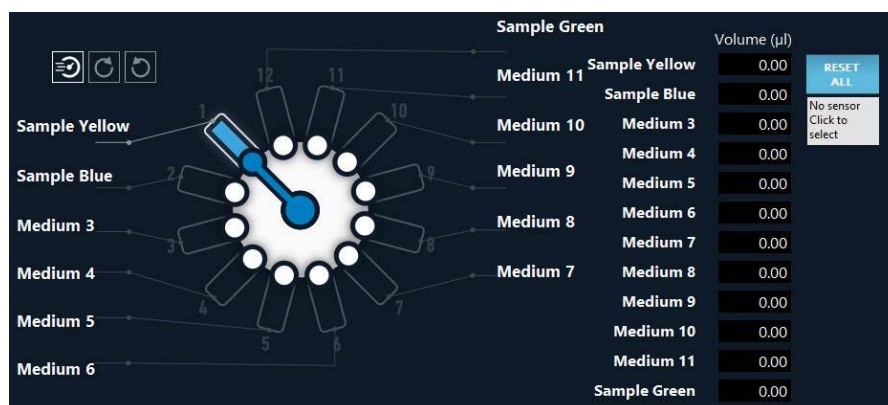 Sample Green
Volume (µl)
Medium 11
Sample Yellow 0.00
RESET ALL
Sample Blue 0.00
No sensor
Click to
select
12
11
10
1
Sample Yellow
Medium 10
Medium 3 0.00
Medium 4 0.00
Sample Blue
2
9
Medium 9
Medium 5 0.00
Medium 6 0.00
Medium 3
3
8
Medium 8
Medium 7 0.00
Medium 4
4
7
Medium 7
Medium 8 0.00
Medium 9 0.00
Medium 5
5
6
Medium 10 0.00
Medium 6
Medium 11 0.00
Sample Green 0.00